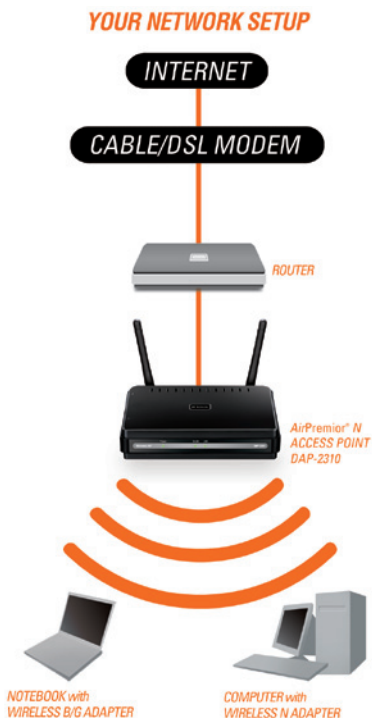 YOUR NETWORK SETUP
INTERNET
CABLE/DSL MODEM
ROUTER
AirPremior® N
ACCESS POINT
DAP-2310
NOTEBOOK with
WIRELESS B/G ADAPTER
COMPUTER with
WIRELESS N ADAPTER